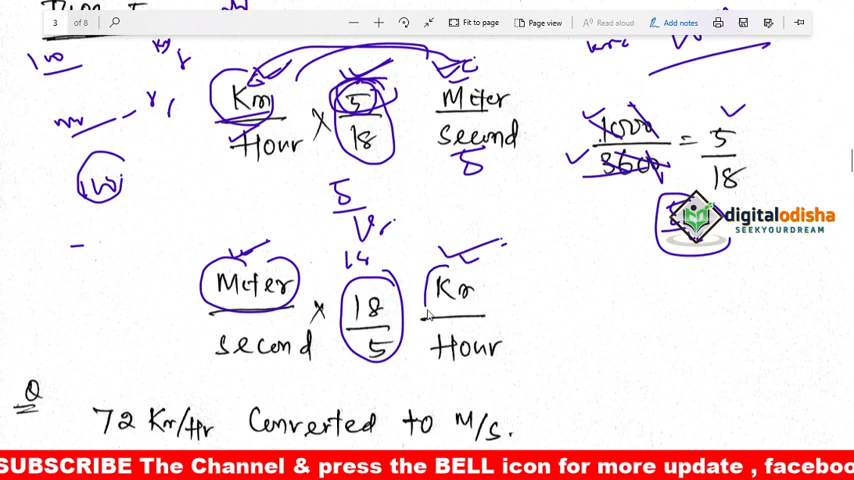 3 of 8 Fit to page Page view Read aloud Add notes
Km × 5 Meter 1000 = 5
Hour 18 second 3600 18
5
5
digitalodisha
SEEKYOURDREAM
Meter × 18 Km
second 5 Hour
Q
72 Km/Hr Converted to M/S.
SUBSCRIBE The Channel & press the BELL icon for more update , faceboo